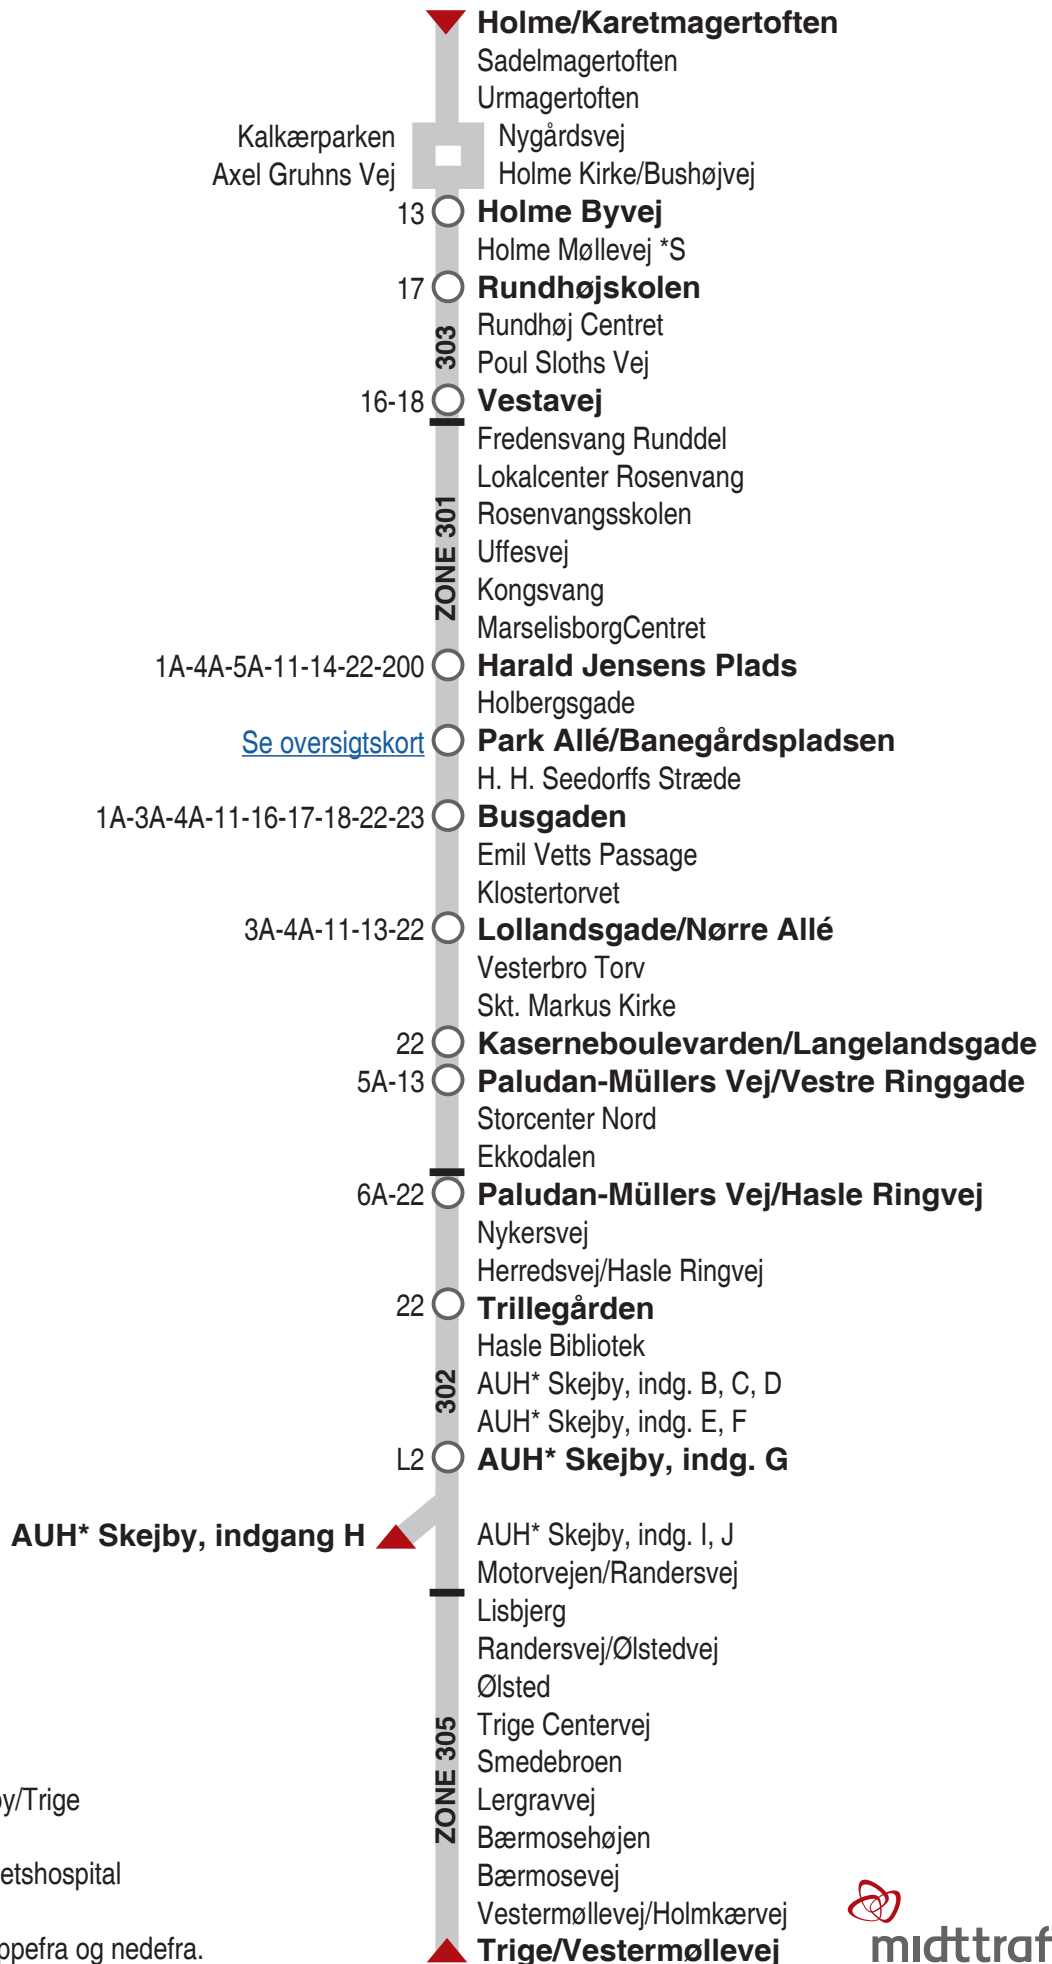 Holme/Karetmagertoften
Sadelmagertoften
Urmagertoften
Kalkærparken Nygårdsvej
Axel Gruhns Vej Holme Kirke/Bushøjvej
13 Holme Byvej
Holme Møllevej *S
17 Rundhøjskolen
Rundhøj Centret
303
Poul Sloths Vej
16-18 Vestavej
Fredensvang Runddel
Lokalcenter Rosenvang
Rosenvangsskolen
ZONE 301
Uffesvej
Kongsvang
MarselisborgCentret
1A-4A-5A-11-14-22-200 Harald Jensens Plads
Holbergsgade
Se oversigtskort Park Allé/Banegårdspladsen
H. H. Seedorffs Stræde
1A-3A-4A-11-16-17-18-22-23 Busgaden
Emil Vetts Passage
Klostertorvet
3A-4A-11-13-22 Lollandsgade/Nørre Allé
Vesterbro Torv
Skt. Markus Kirke
22 Kaserneboulevarden/Langelandsgade
5A-13 Paludan-Müllers Vej/Vestre Ringgade
Storcenter Nord
Ekkodalen
6A-22 Paludan-Müllers Vej/Hasle Ringvej
Nykersvej
Herredsvej/Hasle Ringvej
22 Trillegården
Hasle Bibliotek
302
AUH* Skejby, indg. B, C, D
AUH* Skejby, indg. E, F
L2 AUH* Skejby, indg. G
AUH* Skejby, indgang H AUH* Skejby, indg. I, J
Motorvejen/Randersvej
Lisbjerg
Randersvej/Ølstedvej
Ølsted
Trige Centervej
Smedebroen
ZONE 305
y/Trige Lergravvej
Bærmosehøjen
etshospital Bærmosevej
Vestermøllevej/Holmkærvej
ppefra og nedefra. Trige/Vestermøllevej
midttraf